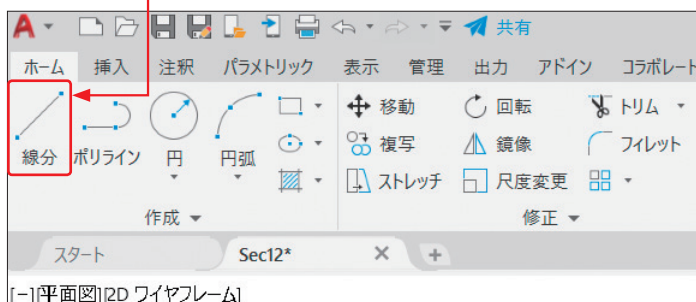 A 共有
ホーム 挿入 注釈 パラメトリック 表示 管理 出力 アドイン コラボレート
線分 ポリライン 円 円弧 移動 回転 トリム
複写 鏡像 フィレット
ストレッチ 尺度変更
作成 修正
スタート Sec12*
[-][平面図][2D ワイヤフレーム]